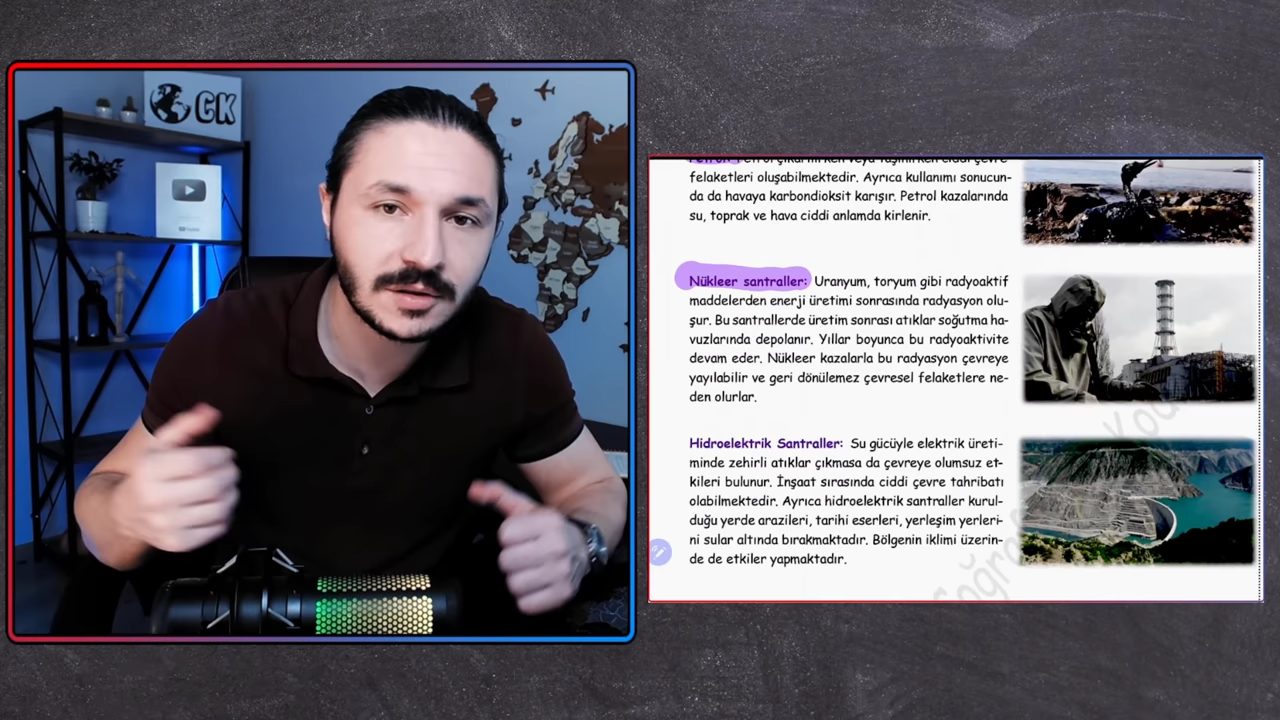 CK
felaketleri oluşabilmektedir. Ayrıca kullanımı sonucun-
da da havaya karbondioksit karışır. Petrol kazalarında
su, toprak ve hava ciddi anlamda kirlenir.
Nükleer santraller: Uranyum, toryum gibi radyoaktif
maddelerden enerji üretimi sonrasında radyasyon olu-
şur. Bu santrallerde üretim sonrası atıklar soğutma ha-
vuzlarında depolanır. Yıllar boyunca bu radyoaktivite
devam eder. Nükleer kazalarla bu radyasyon çevreye
yayılabilir ve geri dönülemez çevresel felaketlere ne-
den olurlar.
Hidroelektrik Santraller: Su gücüyle elektrik üreti-
minde zehirli atıklar çıkmasa da çevreye olumsuz et-
kileri bulunur. İnşaat sırasında ciddi çevre tahribatı
olabilmektedir. Ayrıca hidroelektrik santraller kurul-
duğu yerde arazileri, tarihi eserleri, yerleşim yerleri-
ni sular altında bırakmaktadır. Bölgenin iklimi üzerin-
de de etkiler yapmaktadır.